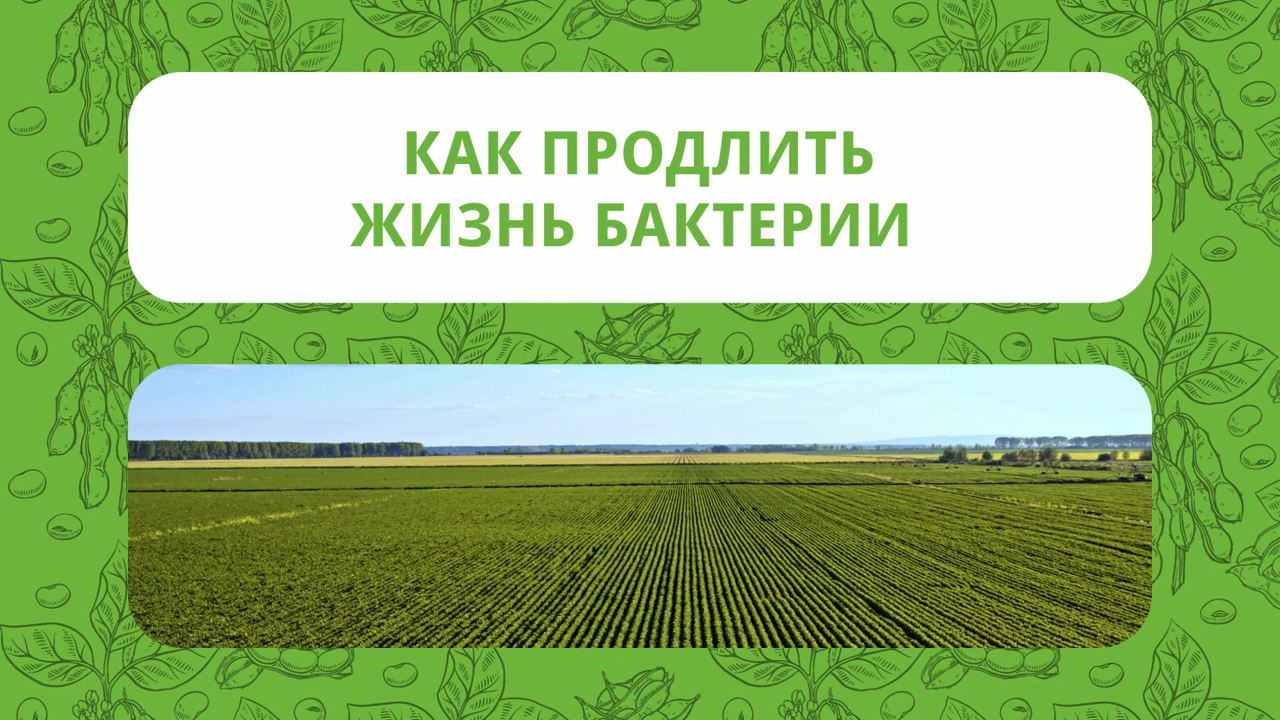 КАК ПРОДЛИТЬ
ЖИЗНЬ БАКТЕРИИ